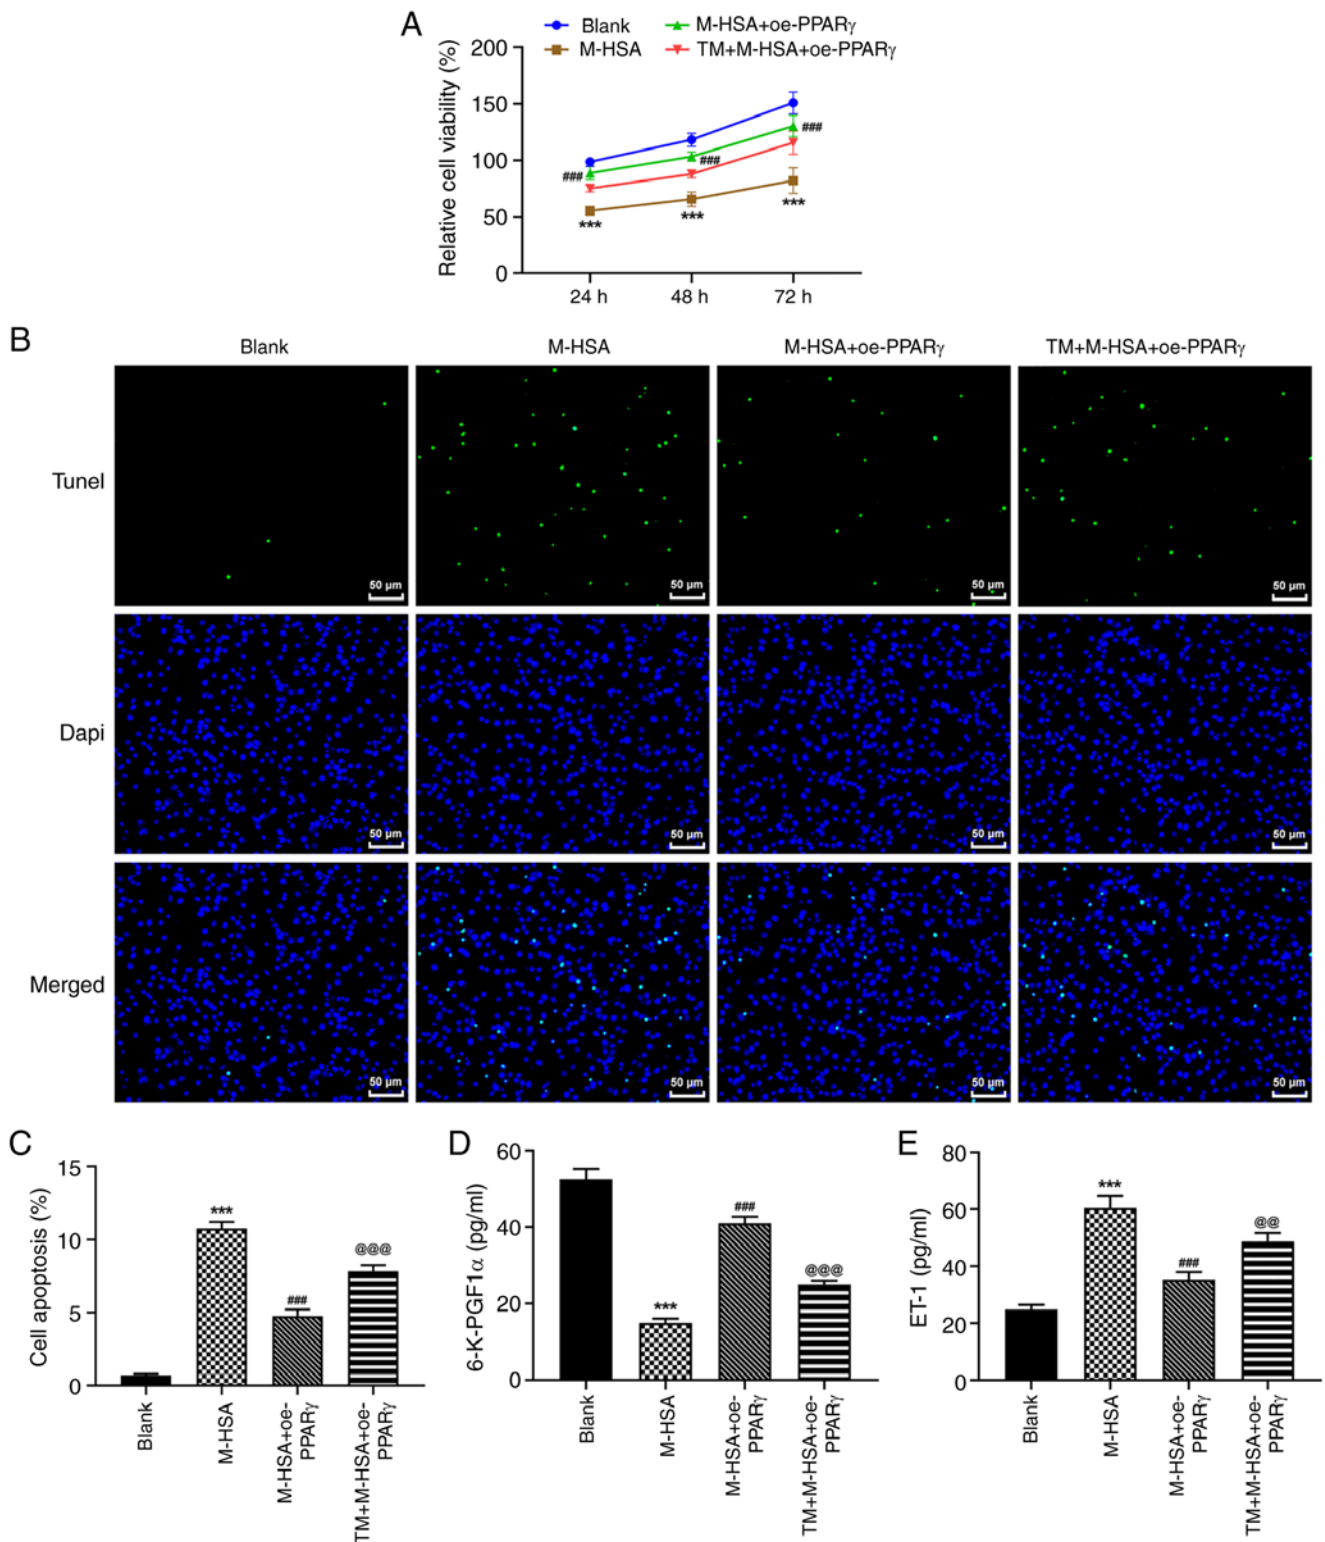 A
Blank
M-HSA+oe-PPARγ
M-HSA
TM+M-HSA+oe-PPARγ
Relative cell viability (%)
200
150
100
50
0
###
###
###
***
***
***
24 h
48 h
72 h
B
Blank
M-HSA
M-HSA+oe-PPARγ
TM+M-HSA+oe-PPARγ
Tunel
50 µm
50 µm
50 µm
50 µm
Dapi
50 µm
50 µm
50 µm
50 µm
Merged
50 µm
50 µm
50 µm
50 µm
C
Cell apoptosis (%)
15
10
5
0
***
###
@@@
Blank
M-HSA
M-HSA+oe-
PPARγ
TM+M-HSA+oe-
PPARγ
D
6-K-PGF1α (pg/ml)
60
40
20
0
***
###
@@@
Blank
M-HSA
M-HSA+oe-
PPARγ
TM+M-HSA+oe-
PPARγ
E
ET-1 (pg/ml)
80
60
40
20
0
***
###
@@
Blank
M-HSA
M-HSA+oe-
PPARγ
TM+M-HSA+oe-
PPARγ